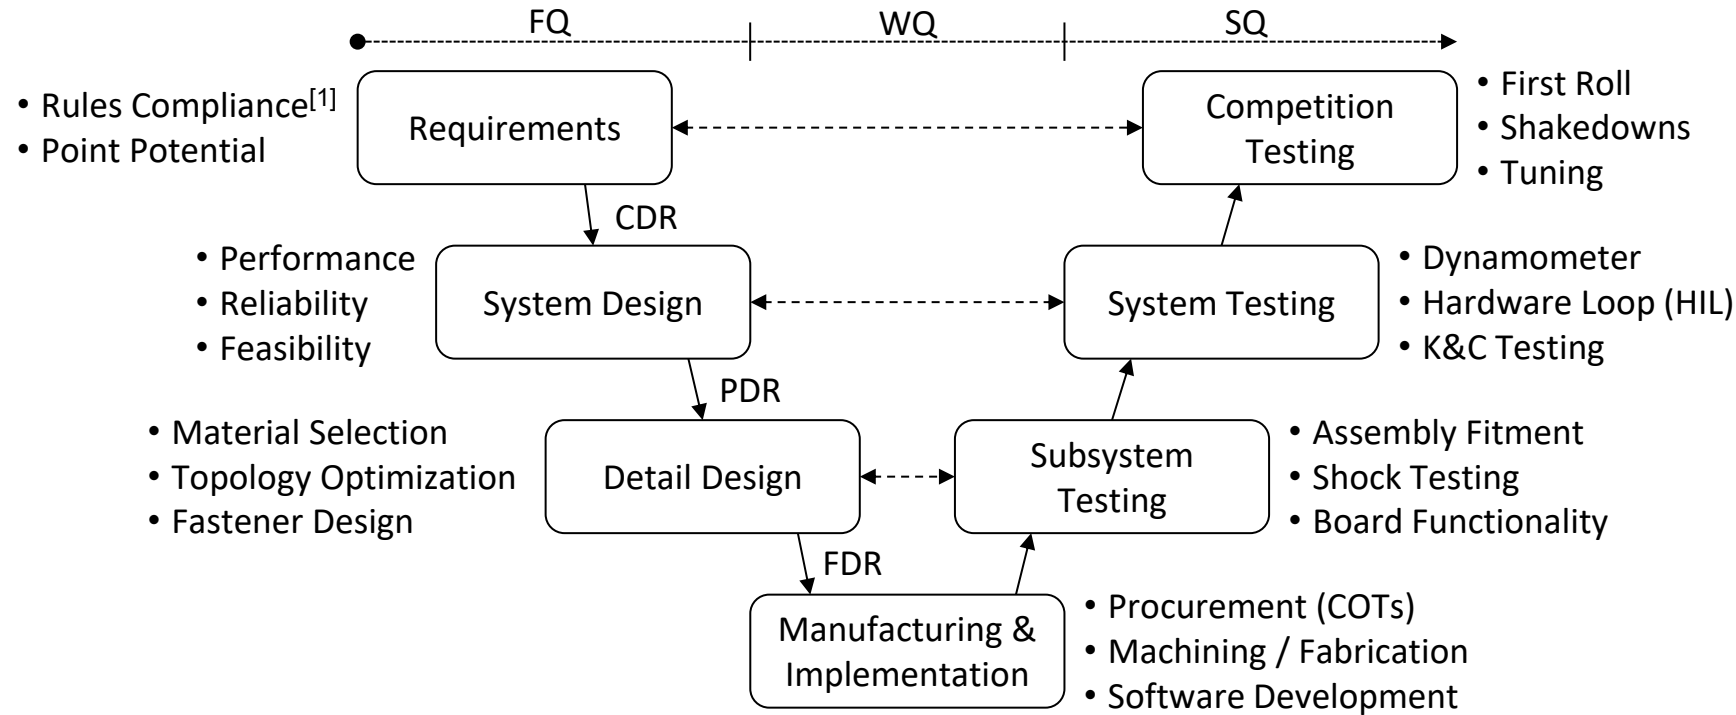 FQ
WQ
SQ
• Rules Compliance[1]
• Point Potential
Requirements
Competition
Testing
• First Roll
• Shakedowns
• Tuning
CDR
• Performance
• Reliability
• Feasibility
System Design
System Testing
• Dynamometer
• Hardware Loop (HIL)
• K&C Testing
PDR
• Material Selection
• Topology Optimization
• Fastener Design
Detail Design
Subsystem
Testing
• Assembly Fitment
• Shock Testing
• Board Functionality
FDR
Manufacturing &
Implementation
• Procurement (COTs)
• Machining / Fabrication
• Software Development